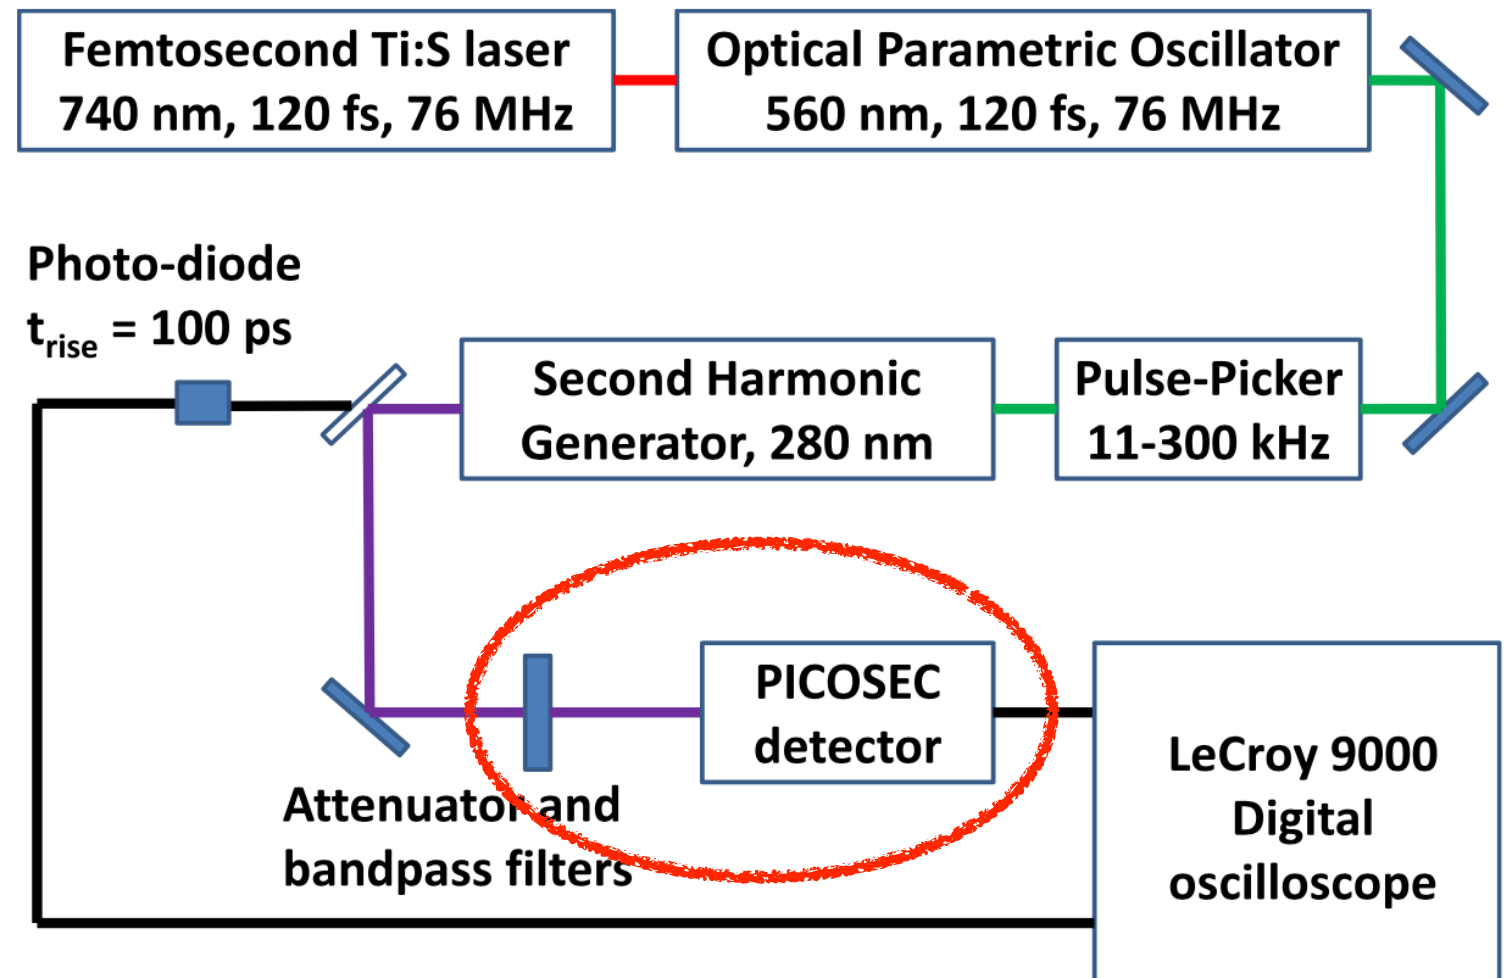 Femtosecond Ti:S laser
740 nm, 120 fs, 76 MHz
Optical Parametric Oscillator
560 nm, 120 fs, 76 MHz
Photo-diode
t_rise = 100 ps
Second Harmonic
Generator, 280 nm
Pulse-Picker
11-300 kHz
Attenuator and
bandpass filters
PICOSEC
detector
LeCroy 9000
Digital
oscilloscope